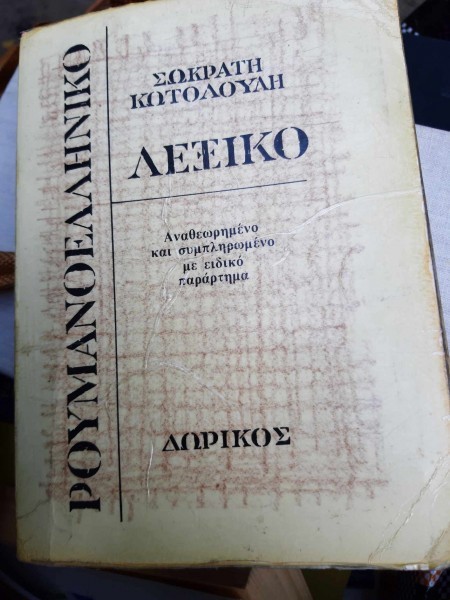 ΡΟΥΜΑΝΟΕΛΛΗΝΙΚΟ
ΣΩΚΡΑΤΗ
ΚΩΤΟΛΟΥΛΗ
ΛΕΞΙΚΟ
Αναθεωρημένο
και συμπληρωμένο
με ειδικό
παράρτημα
ΔΩΡΙΚΟΣ